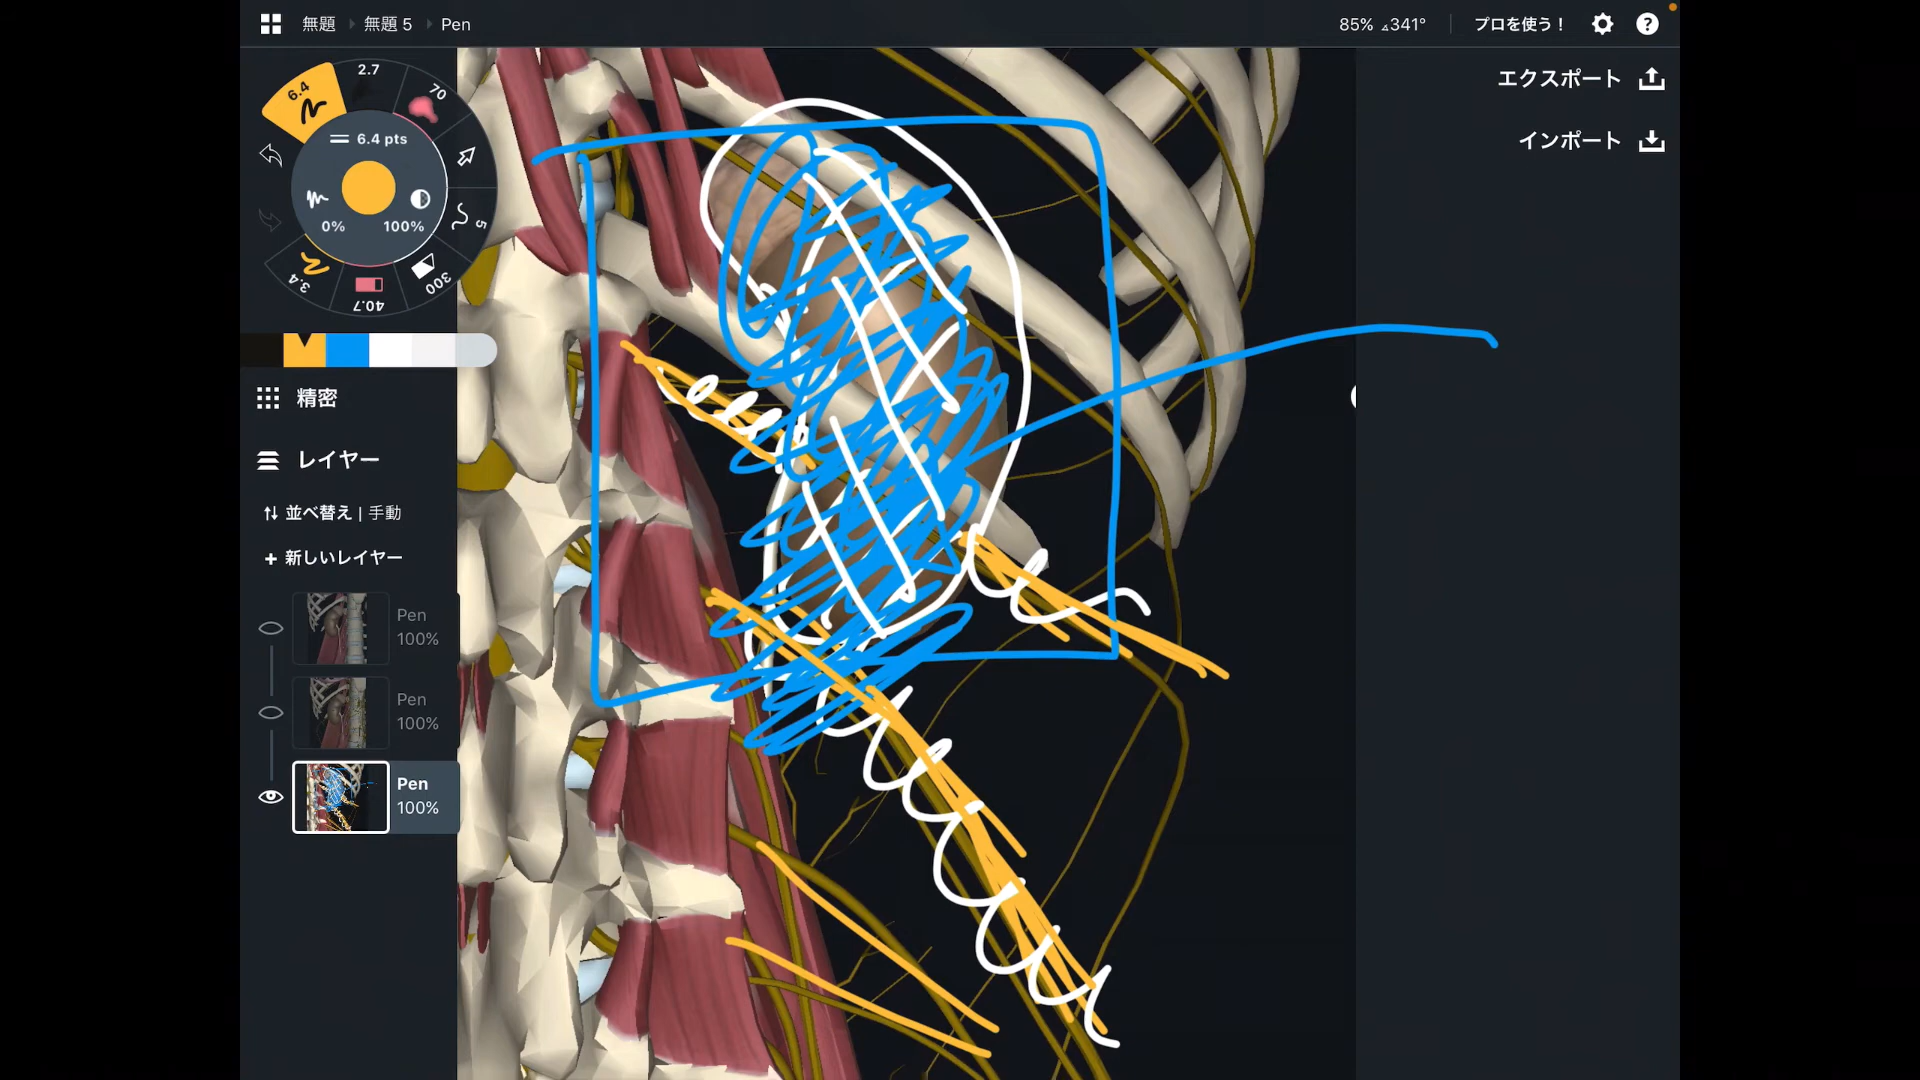 無題 無題 5 Pen
85% ⊿341° プロを使う！ ?
エクスポート
インポート
6.4
2.7
70
6.4 pts
0% 100%
5
300
40.7
3.4
精密
レイヤー
並べ替え | 手動
+ 新しいレイヤー
Pen
100%
Pen
100%
Pen
100%